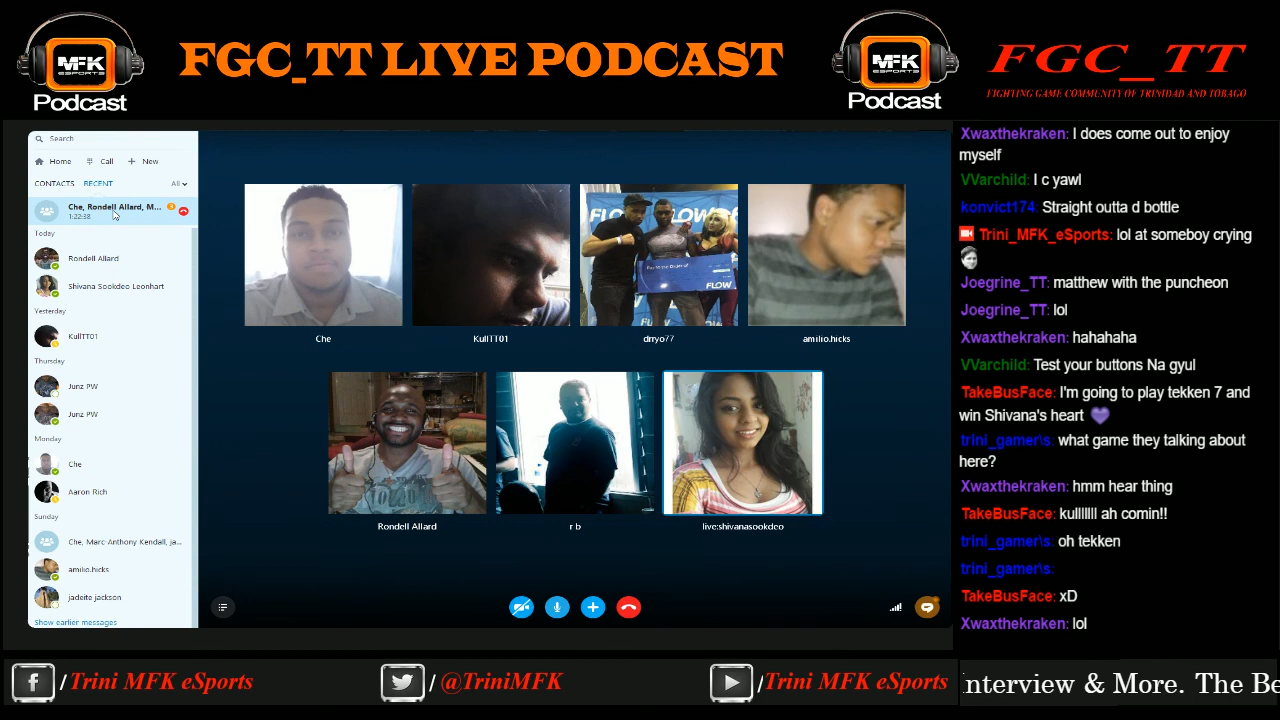 MFK
ESPORTS
Podcast
FGC_TT LIVE PODCAST
MFK
ESPORTS
Podcast
FGC_TT
FIGHTING GAME COMMUNITY OF TRINIDAD AND TOBAGO
Search
Home Call New
CONTACTS RECENT All
Che, Rondell Allard, M...
1:22:38
Today
Rondell Allard
Shivana Sookdeo Leonhart
Yesterday
KullTT01
Thursday
Junz PW
Junz PW
Monday
Che
Aaron Rich
Sunday
Che, Marc-Anthony Kendall, ja...
amilio.hicks
jadeite jackson
Show earlier messages
FLOW
FLOW
Che
KullTT01
drryo77
amilio.hicks
Rondell Allard
r b
live:shivanasookdeo
Xwaxthekraken: I does come out to enjoy
myself
VVarchild: I c yawl
konvict174: Straight outta d bottle
Trini_MFK_eSports: lol at someboy crying
Joegrine_TT: matthew with the puncheon
Joegrine_TT: lol
Xwaxthekraken: hahahaha
VVarchild: Test your buttons Na gyul
TakeBusFace: I'm going to play tekken 7 and
win Shivana's heart
trini_gamer\s: what game they talking about
here?
Xwaxthekraken: hmm hear thing
TakeBusFace: kulllllll ah comin!!
trini_gamer\s: oh tekken
trini_gamer\s:
TakeBusFace: xD
Xwaxthekraken: lol
/Trini MFK eSports
/ @TriniMFK
/Trini MFK eSports
nterview & More. The Be